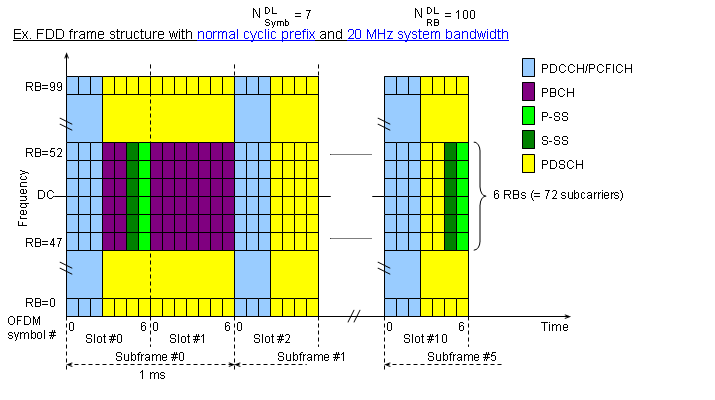 N DL Symb = 7 N DL RB = 100
Ex. FDD frame structure with normal cyclic prefix and 20 MHz system bandwidth
PDCCH/PCFICH
PBCH
P-SS
S-SS
PDSCH
RB=99
RB=52
DC
RB=47
RB=0
Frequency
6 RBs (= 72 subcarriers)
OFDM
symbol #
0 6 0 6 0 0 6
Time
Slot #0 Slot #1 Slot #2 Slot #10
Subframe #0 Subframe #1 Subframe #5
1 ms